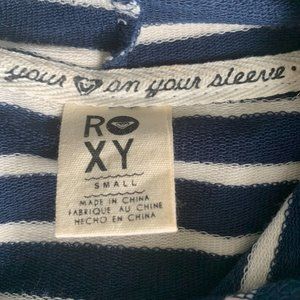 your on your sleeve.
RO
XY
SMALL
MADE IN CHINA
FABRIQUE AU CHINE
HECHO EN CHINA